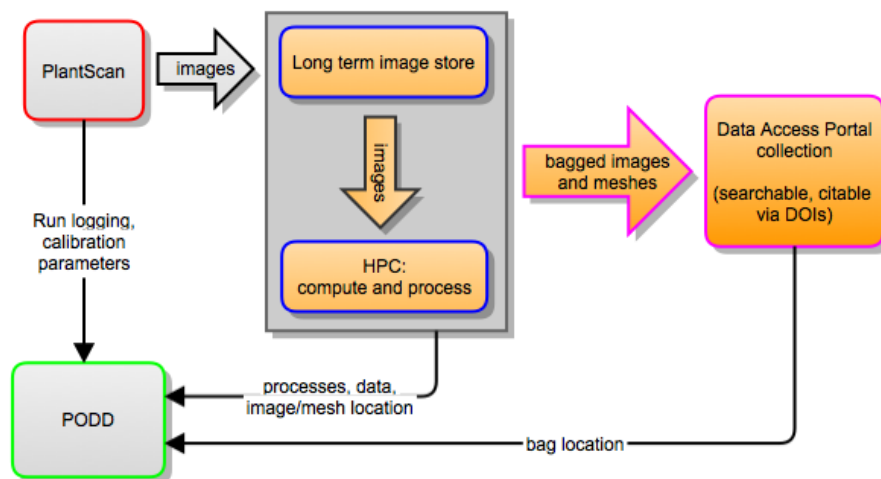 PlantScan
images
Long term image store
images
HPC:
compute and process
bagged images
and meshes
Data Access Portal
collection
(searchable, citable
via DOIs)
Run logging,
calibration
parameters
PODD
processes, data,
image/mesh location
bag location